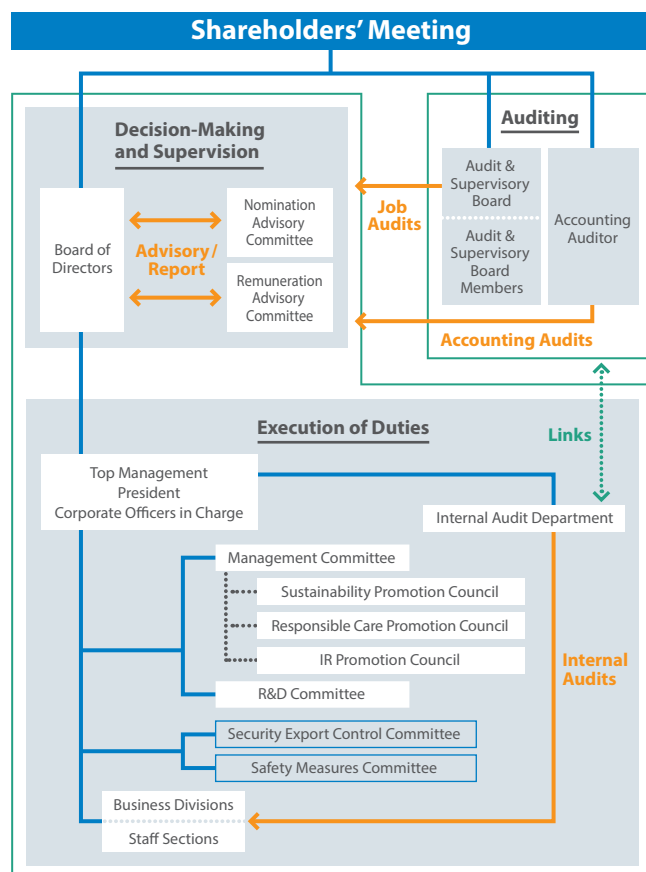 Shareholders' Meeting
Decision-Making
and Supervision
Board of
Directors
Advisory/
Report
Nomination
Advisory
Committee
Remuneration
Advisory
Committee
Job
Audits
Auditing
Audit &
Supervisory
Board
Audit &
Supervisory
Board
Members
Accounting
Auditor
Accounting Audits
Links
Execution of Duties
Top Management
President
Corporate Officers in Charge
Internal Audit Department
Management Committee
Sustainability Promotion Council
Responsible Care Promotion Council
IR Promotion Council
R&D Committee
Internal
Audits
Security Export Control Committee
Safety Measures Committee
Business Divisions
Staff Sections